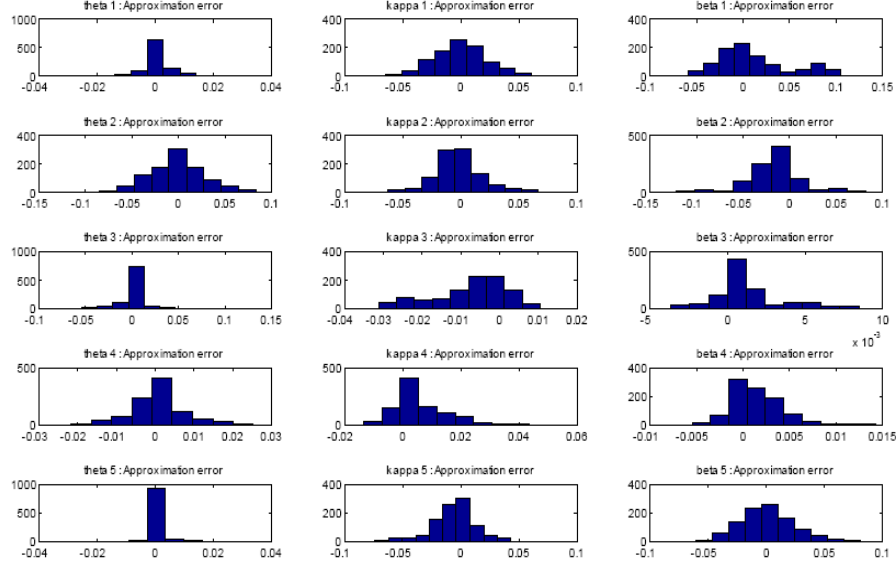 theta 1 : Approximation error
kappa 1 : Approximation error
beta 1 : Approximation error
1000
500
0
-0.04 -0.02 0 0.02 0.04
400
200
0
-0.1 -0.05 0 0.05 0.1
400
200
0
-0.1 -0.05 0 0.05 0.1 0.15
theta 2 : Approximation error
kappa 2 : Approximation error
beta 2 : Approximation error
400
200
0
-0.15 -0.1 -0.05 0 0.05 0.1
400
200
0
-0.1 -0.05 0 0.05 0.1
500
0
-0.15 -0.1 -0.05 0 0.05 0.1
theta 3 : Approximation error
kappa 3 : Approximation error
beta 3 : Approximation error
1000
500
0
-0.1 -0.05 0 0.05 0.1 0.15
400
200
0
-0.04 -0.03 -0.02 -0.01 0 0.01 0.02
500
0
-5 0 5 10
x 10⁻³
theta 4 : Approximation error
kappa 4 : Approximation error
beta 4 : Approximation error
500
0
-0.03 -0.02 -0.01 0 0.01 0.02 0.03
500
0
-0.02 0 0.02 0.04 0.06
400
200
0
-0.01 -0.005 0 0.005 0.01 0.015
theta 5 : Approximation error
kappa 5 : Approximation error
beta 5 : Approximation error
1000
500
0
-0.04 -0.02 0 0.02 0.04
400
200
0
-0.1 -0.05 0 0.05 0.1
400
200
0
-0.1 -0.05 0 0.05 0.1